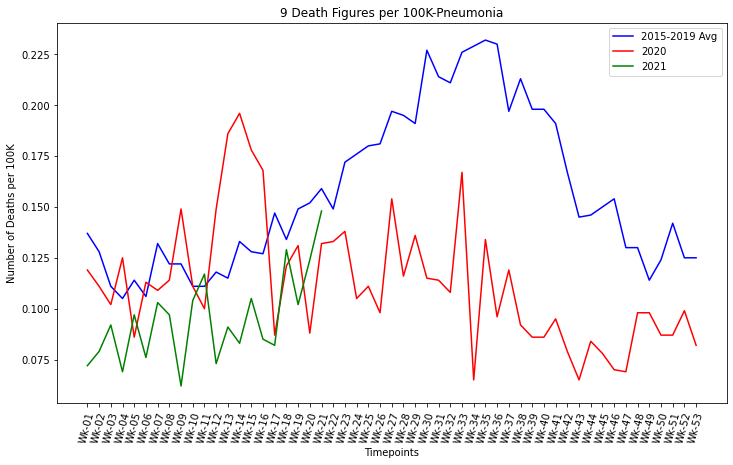 9 Death Figures per 100K-Pneumonia
2015-2019 Avg
2020
2021
Number of Deaths per 100K
0.225
0.200
0.175
0.150
0.125
0.100
0.075
Wk-01
Wk-02
Wk-03
Wk-04
Wk-05
Wk-06
Wk-07
Wk-08
Wk-09
Wk-10
Wk-11
Wk-12
Wk-13
Wk-14
Wk-15
Wk-16
Wk-17
Wk-18
Wk-19
Wk-20
Wk-21
Wk-22
Wk-23
Wk-24
Wk-25
Wk-26
Wk-27
Wk-28
Wk-29
Wk-30
Wk-31
Wk-32
Wk-33
Wk-34
Wk-35
Wk-36
Wk-37
Wk-38
Wk-39
Wk-40
Wk-41
Wk-42
Wk-43
Wk-44
Wk-45
Wk-46
Wk-47
Wk-48
Wk-49
Wk-50
Wk-51
Wk-52
Wk-53
Timepoints